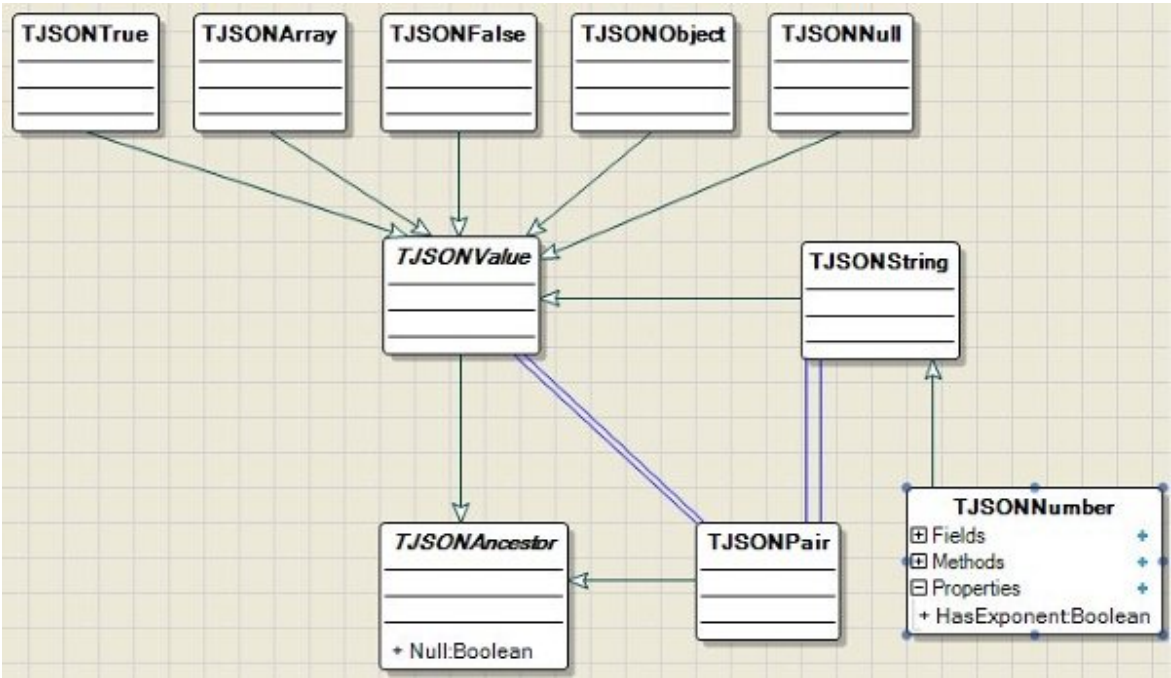 TJSONTrue
TJSONArray
TJSONFalse
TJSONObject
TJSONNull
TJSONValue
TJSONString
TJSONAncestor
+ Null:Boolean
TJSONPair
TJSONNumber
Fields
Methods
Properties
+ HasExponent:Boolean